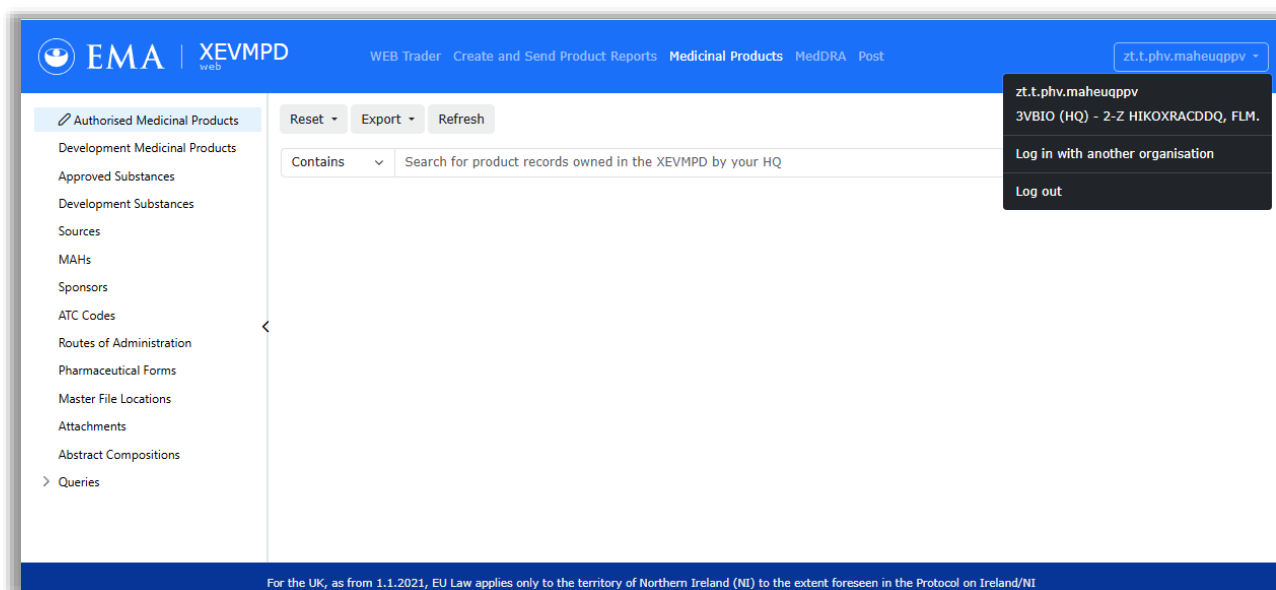 EMA XEVMPD
web
WEB Trader Create and Send Product Reports Medicinal Products MedDRA Post
zt.t.phv.maheuqppv
zt.t.phv.maheuqppv
3VBIO (HQ) - 2-Z HIKOXRACDDQ, FLM.
Log in with another organisation
Log out
Authorised Medicinal Products
Development Medicinal Products
Approved Substances
Development Substances
Sources
MAHs
Sponsors
ATC Codes
Routes of Administration
Pharmaceutical Forms
Master File Locations
Attachments
Abstract Compositions
Queries
Reset Export Refresh
Contains Search for product records owned in the XEVMPD by your HQ
For the UK, as from 1.1.2021, EU Law applies only to the territory of Northern Ireland (NI) to the extent foreseen in the Protocol on Ireland/NI